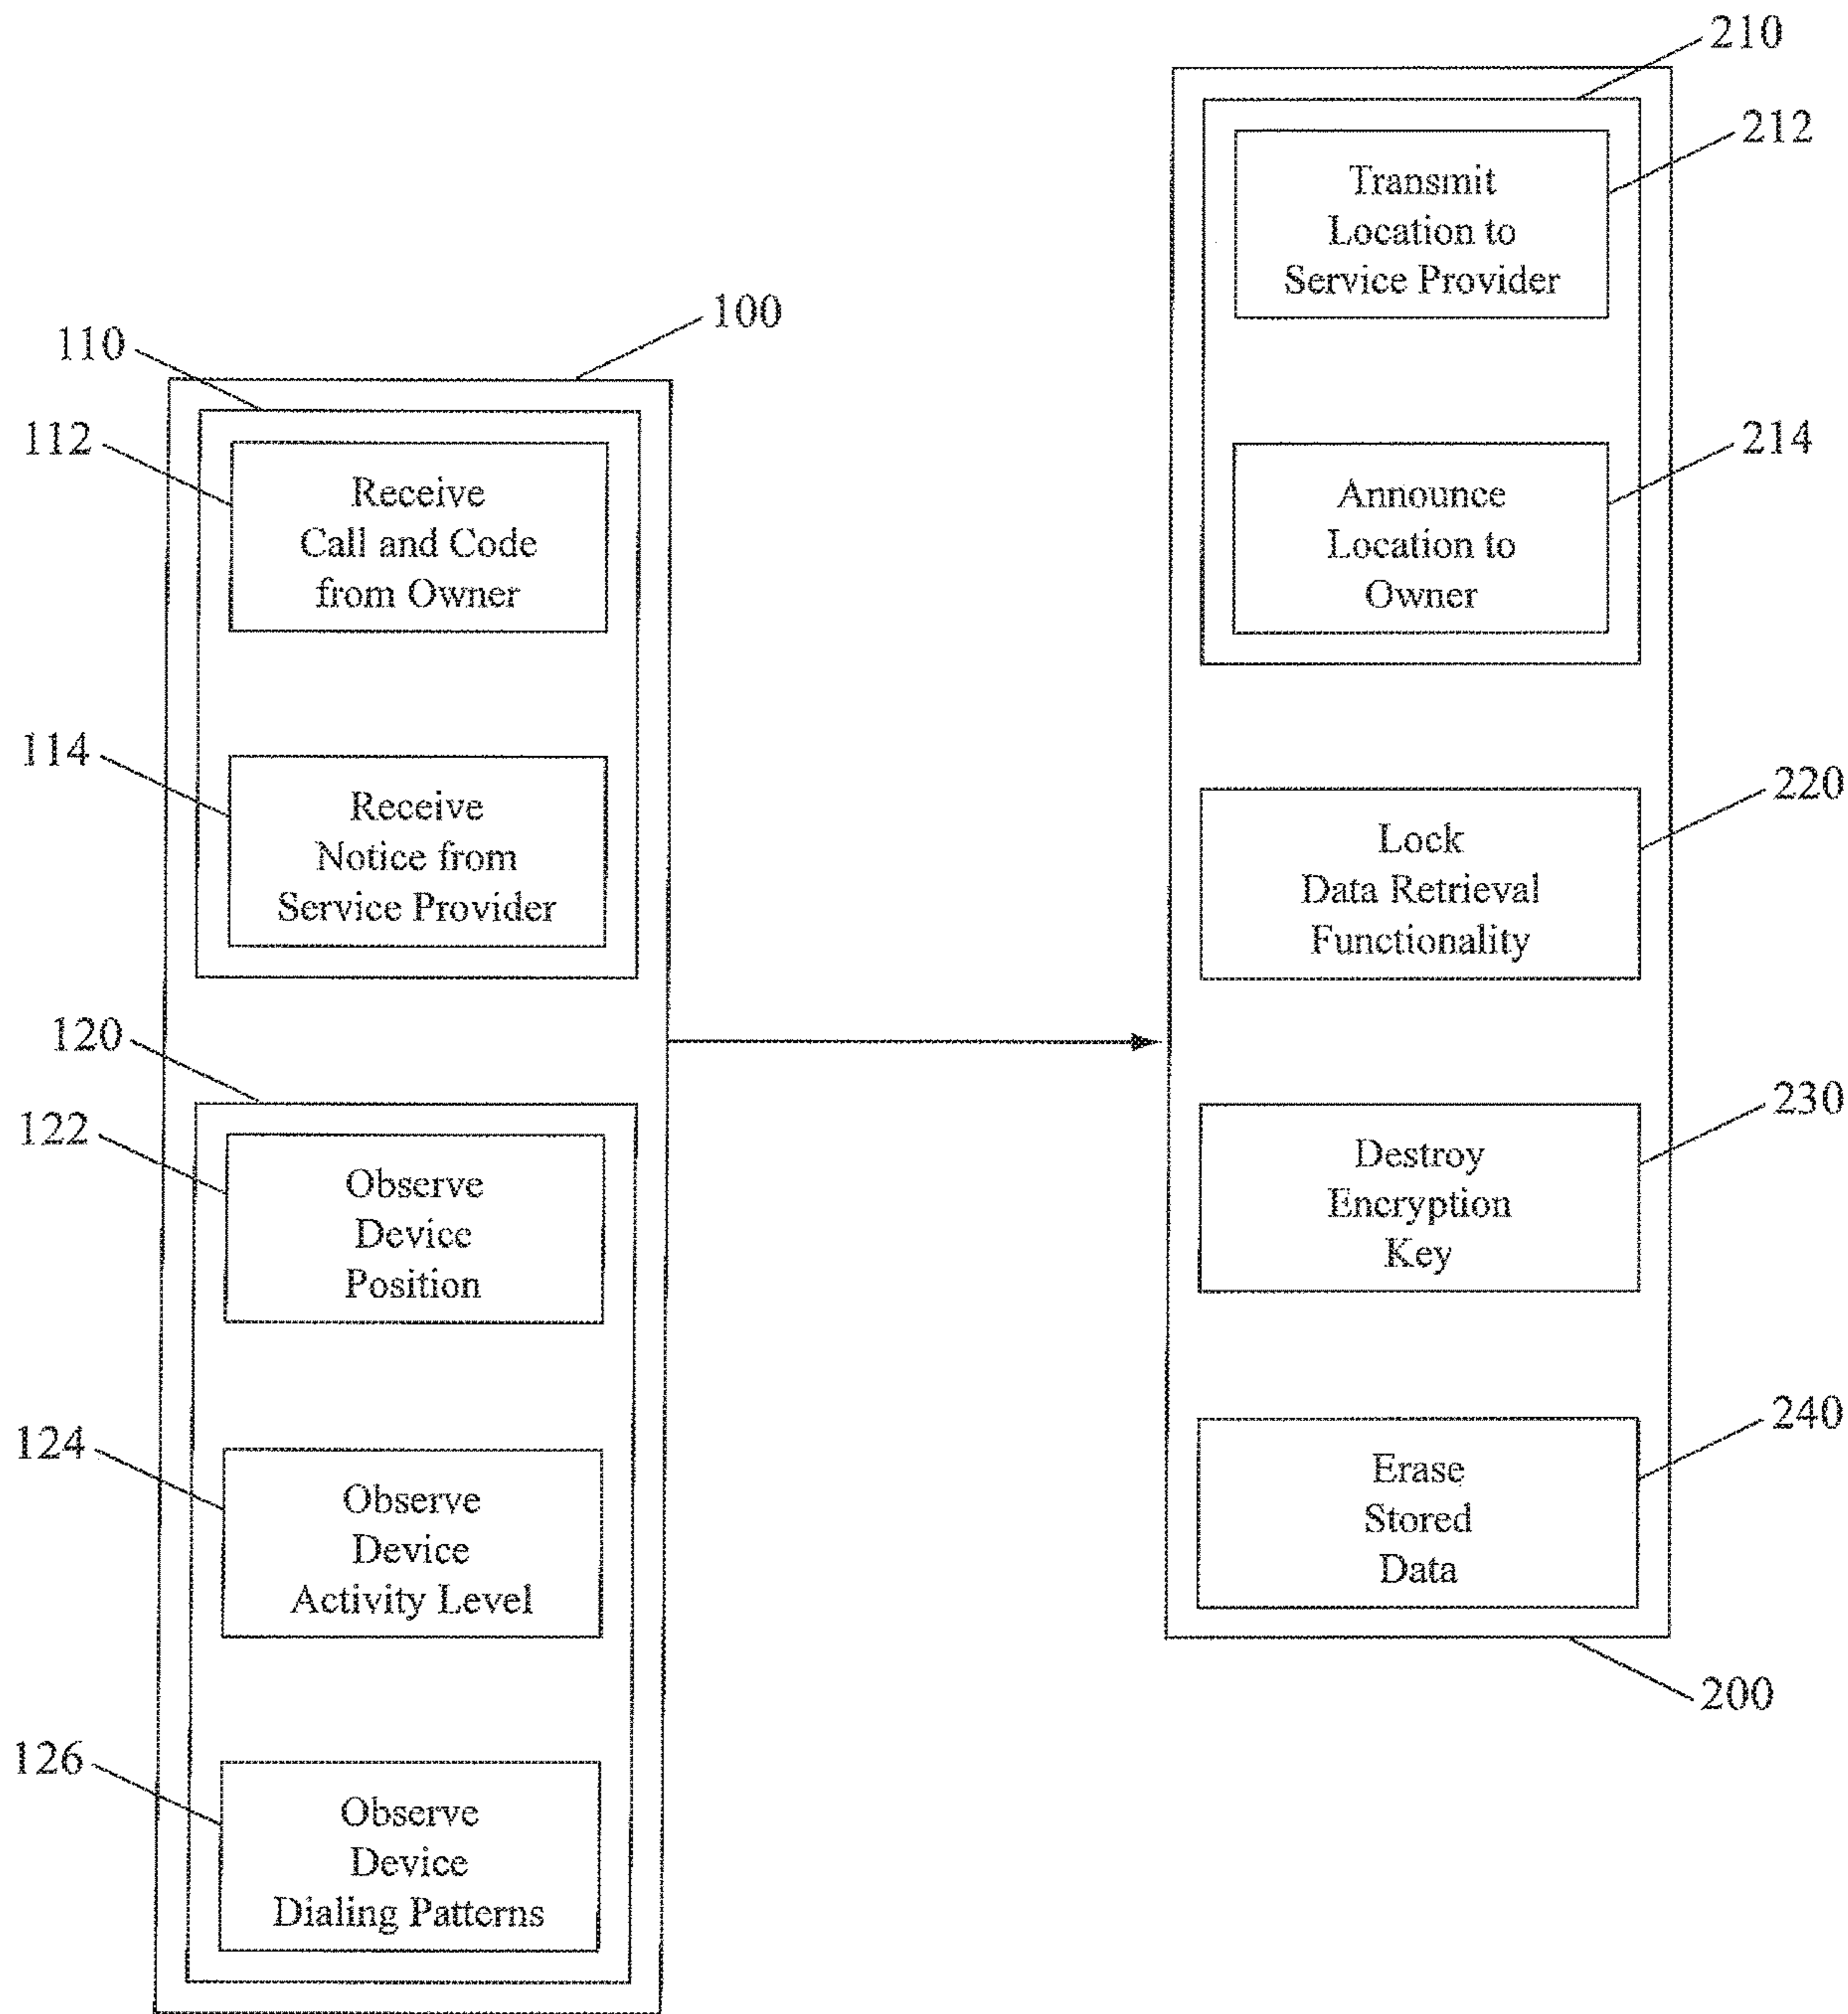 100
110
112
Receive
Call and Code
from Owner
114
Receive
Notice from
Service Provider
120
122
Observe
Device
Position
124
Observe
Device
Activity Level
126
Observe
Device
Dialing Patterns
210
212
Transmit
Location to
Service Provider
214
Announce
Location to
Owner
220
Lock
Data Retrieval
Functionality
230
Destroy
Encryption
Key
240
Erase
Stored
Data
200